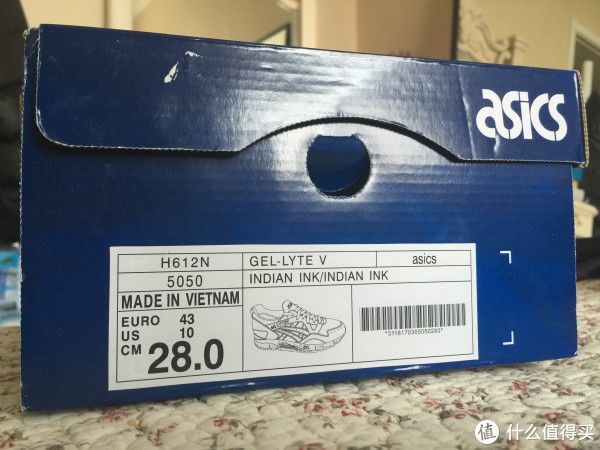 asics
H612N GEL-LYTE V asics
5050 INDIAN INK/INDIAN INK
MADE IN VIETNAM
EURO 43
US 10
CM 28.0
*3116170305050280*
值 什么值得买